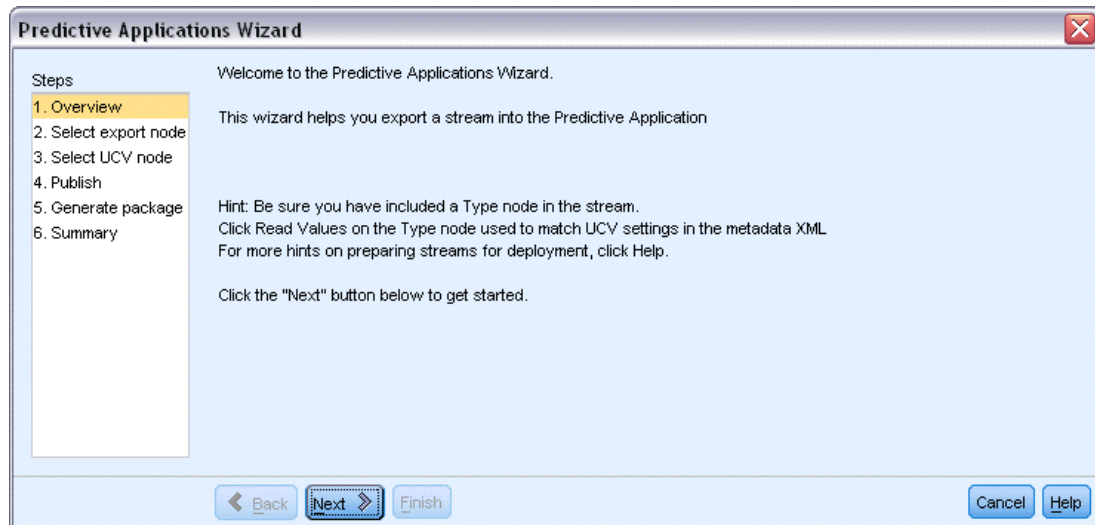 Predictive Applications Wizard
Steps
1. Overview
2. Select export node
3. Select UCV node
4. Publish
5. Generate package
6. Summary
Welcome to the Predictive Applications Wizard.
This wizard helps you export a stream into the Predictive Application
Hint: Be sure you have included a Type node in the stream.
Click Read Values on the Type node used to match UCV settings in the metadata XML
For more hints on preparing streams for deployment, click Help.
Click the "Next" button below to get started.
Back Next Finish Cancel Help